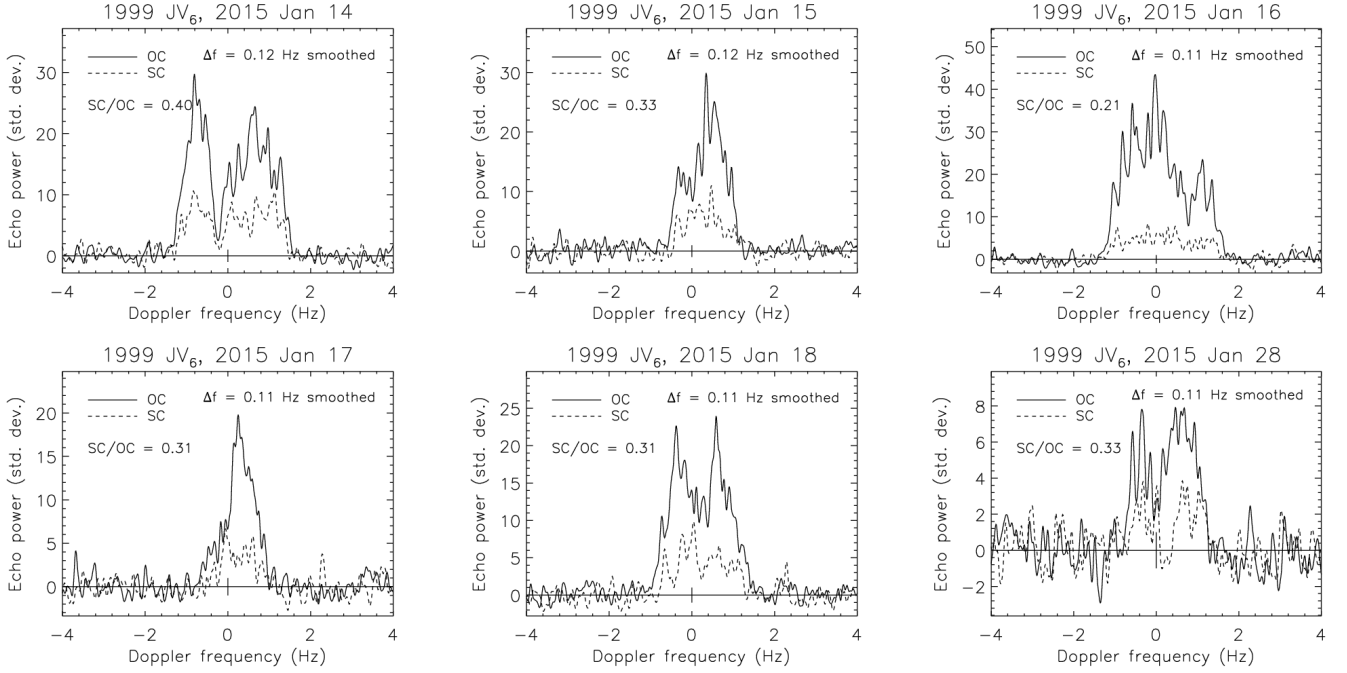 1999 JV6, 2015 Jan 14
OC Δf = 0.12 Hz smoothed
SC
SC/OC = 0.40
30
20
10
0
Echo power (std. dev.)
−4 −2 0 2 4
Doppler frequency (Hz)
1999 JV6, 2015 Jan 15
OC Δf = 0.12 Hz smoothed
SC
SC/OC = 0.33
30
20
10
0
Echo power (std. dev.)
−4 −2 0 2 4
Doppler frequency (Hz)
1999 JV6, 2015 Jan 16
OC Δf = 0.11 Hz smoothed
SC
SC/OC = 0.21
50
40
30
20
10
0
Echo power (std. dev.)
−4 −2 0 2 4
Doppler frequency (Hz)
1999 JV6, 2015 Jan 17
OC Δf = 0.11 Hz smoothed
SC
SC/OC = 0.31
20
15
10
5
0
Echo power (std. dev.)
−4 −2 0 2 4
Doppler frequency (Hz)
1999 JV6, 2015 Jan 18
OC Δf = 0.11 Hz smoothed
SC
SC/OC = 0.31
25
20
15
10
5
0
Echo power (std. dev.)
−4 −2 0 2 4
Doppler frequency (Hz)
1999 JV6, 2015 Jan 28
OC Δf = 0.11 Hz smoothed
SC
SC/OC = 0.33
8
6
4
2
0
−2
Echo power (std. dev.)
−4 −2 0 2 4
Doppler frequency (Hz)